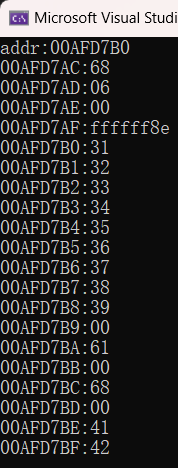 Microsoft Visual Studi
addr:00AFD7B0
00AFD7AC:68
00AFD7AD:06
00AFD7AE:00
00AFD7AF:ffffff8e
00AFD7B0:31
00AFD7B1:32
00AFD7B2:33
00AFD7B3:34
00AFD7B4:35
00AFD7B5:36
00AFD7B6:37
00AFD7B7:38
00AFD7B8:39
00AFD7B9:00
00AFD7BA:61
00AFD7BB:00
00AFD7BC:68
00AFD7BD:00
00AFD7BE:41
00AFD7BF:42